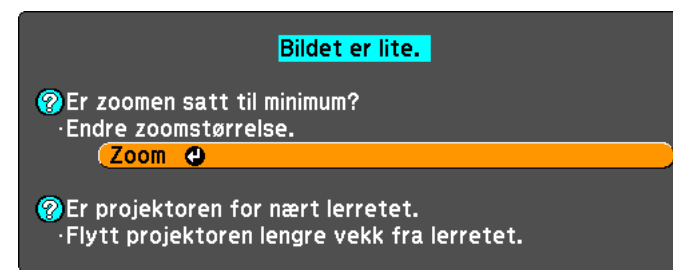 Bildet er lite.
Er zoomen satt til minimum?
·Endre zoomstørrelse.
Zoom
Er projektoren for nært lerretet.
·Flytt projektoren lengre vekk fra lerretet.